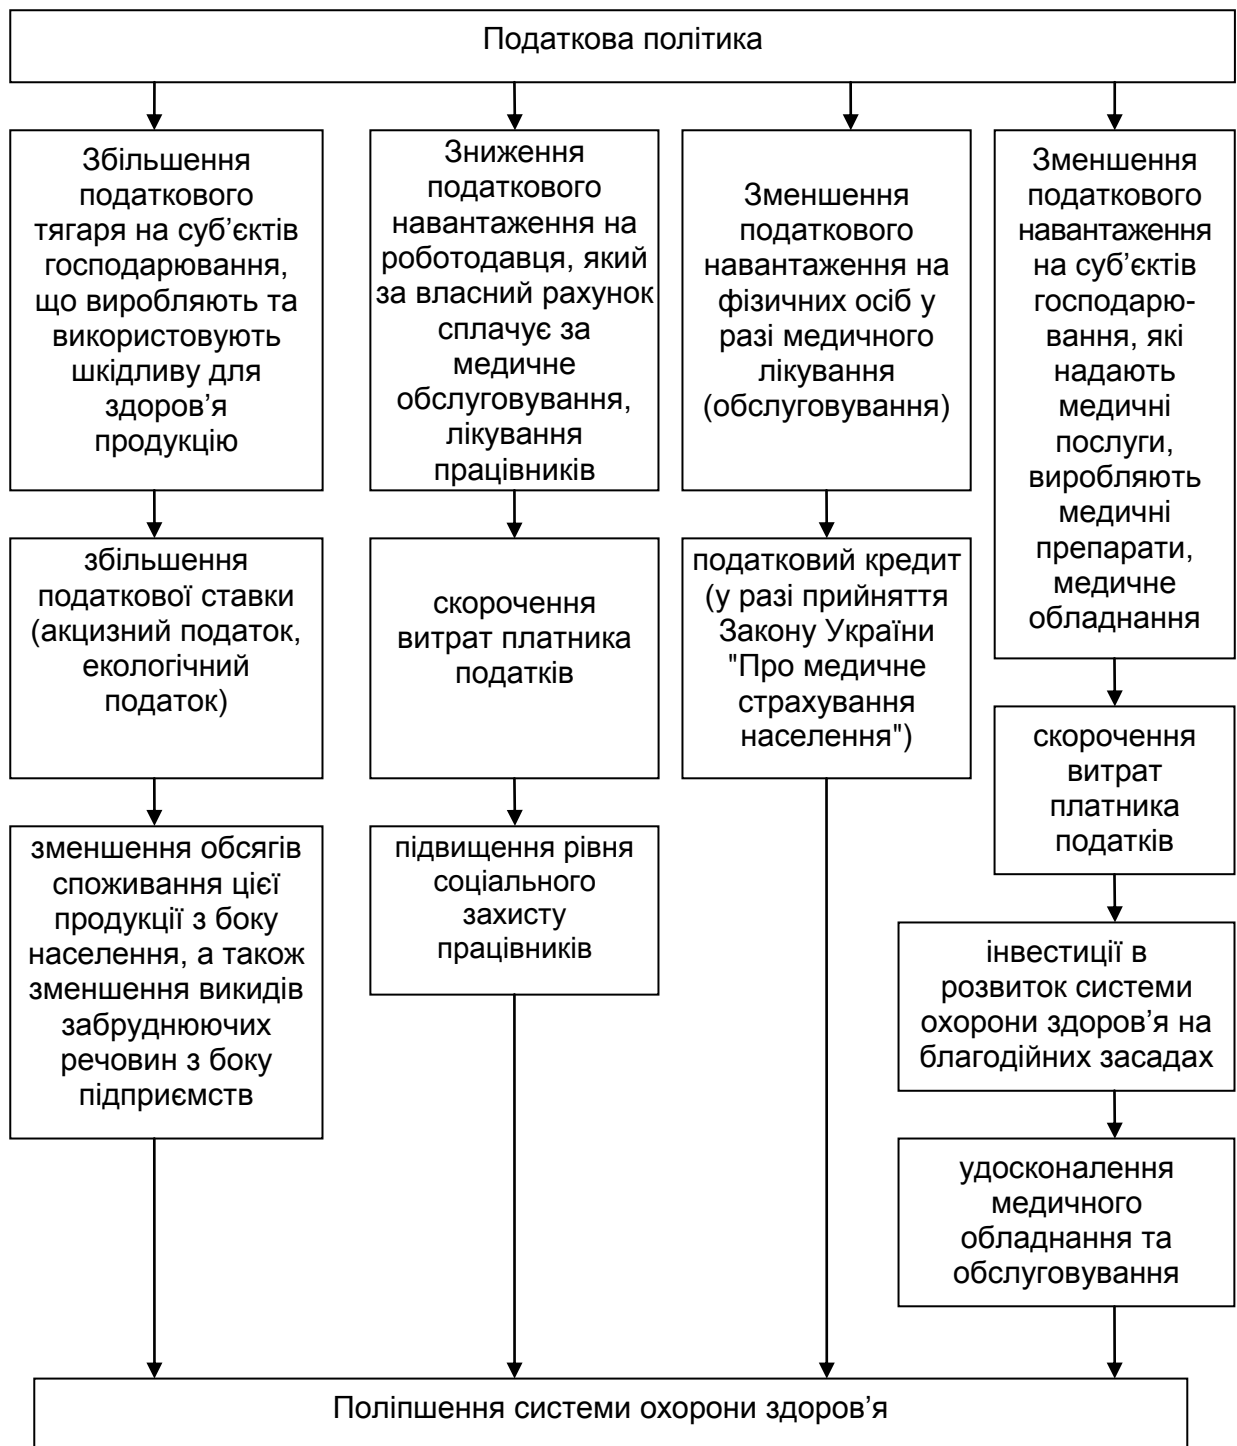 Податкова політика
Збільшення
податкового
тягаря на суб’єктів
господарювання,
що виробляють та
використовують
шкідливу для
здоров’я
продукцію
Зниження
податкового
навантаження на
роботодавця, який
за власний рахунок
сплачує за
медичне
обслуговування,
лікування
працівників
Зменшення
податкового
навантаження на
фізичних осіб у
разі медичного
лікування
(обслуговування)
Зменшення
податкового
навантаження
на суб’єктів
господарю-
вання, які
надають
медичні
послуги,
виробляють
медичні
препарати,
медичне
обладнання
збільшення
податкової ставки
(акцизний податок,
екологічний
податок)
скорочення
витрат платника
податків
податковий кредит
(у разі прийняття
Закону України
"Про медичне
страхування
населення")
скорочення
витрат
платника
податків
зменшення обсягів
споживання цієї
продукції з боку
населення, а також
зменшення викидів
забруднюючих
речовин з боку
підприємств
підвищення рівня
соціального
захисту
працівників
інвестиції в
розвиток системи
охорони здоров’я на
благодійних засадах
удосконалення
медичного
обладнання та
обслуговування
Поліпшення системи охорони здоров’я